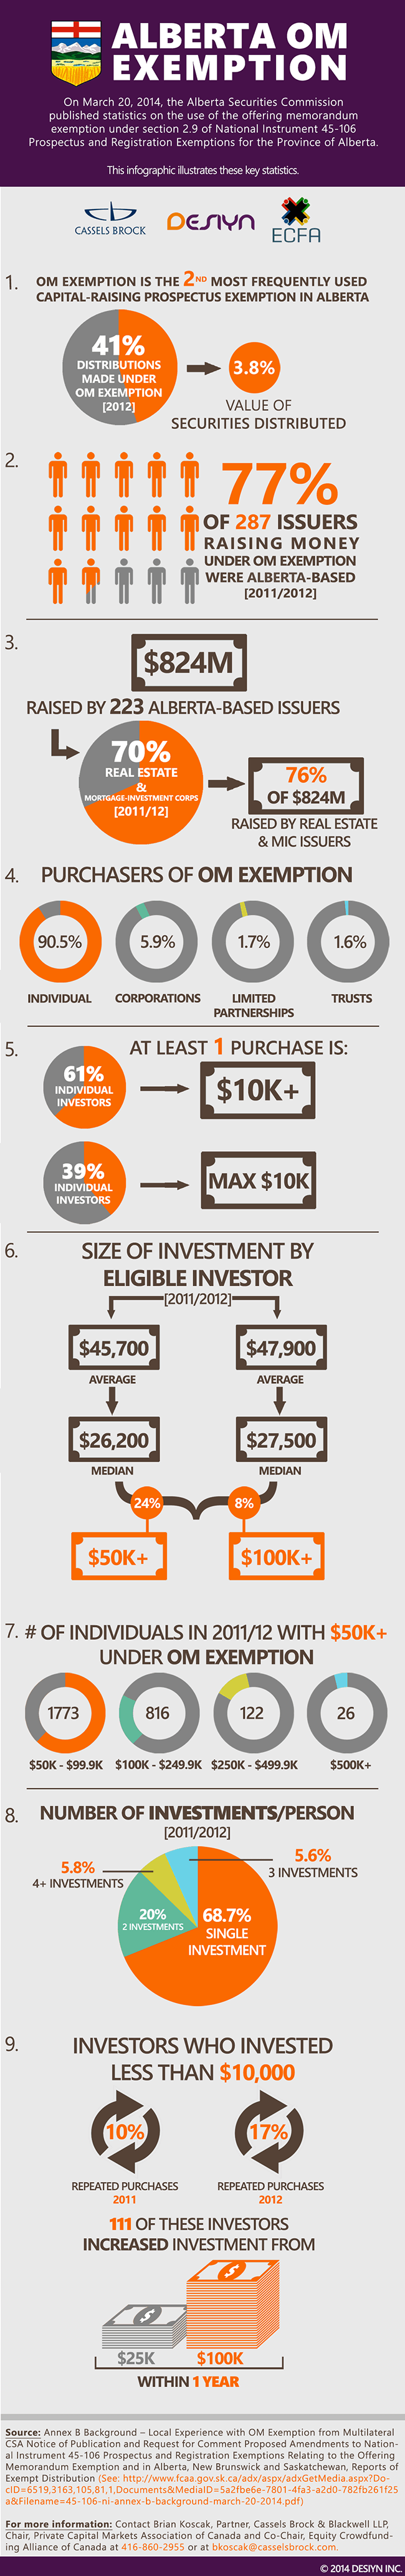 ALBERTA OM
EXEMPTION
On March 20, 2014, the Alberta Securities Commission
published statistics on the use of the offering memorandum
exemption under section 2.9 of National Instrument 45-106
Prospectus and Registration Exemptions for the Province of Alberta.
This infographic illustrates these key statistics.
CASSELS BROCK
DESIYN
ECFA
1. OM EXEMPTION IS THE 2ND MOST FREQUENTLY USED
CAPITAL-RAISING PROSPECTUS EXEMPTION IN ALBERTA
41%
DISTRIBUTIONS
MADE UNDER
OM EXEMPTION
[2012]
3.8%
VALUE OF
SECURITIES DISTRIBUTED
2.
77%
OF 287 ISSUERS
RAISING MONEY
UNDER OM EXEMPTION
WERE ALBERTA-BASED
[2011/2012]
3.
$824M
RAISED BY 223 ALBERTA-BASED ISSUERS
70%
REAL ESTATE
&
MORTGAGE-INVESTMENT CORPS
[2011/12]
76%
OF $824M
RAISED BY REAL ESTATE
& MIC ISSUERS
4. PURCHASERS OF OM EXEMPTION
90.5%
5.9%
1.7%
1.6%
INDIVIDUAL
CORPORATIONS
LIMITED
PARTNERSHIPS
TRUSTS
5. AT LEAST 1 PURCHASE IS:
61%
INDIVIDUAL
INVESTORS
$10K+
39%
INDIVIDUAL
INVESTORS
MAX $10K
6. SIZE OF INVESTMENT BY
ELIGIBLE INVESTOR
[2011/2012]
$45,700
$47,900
AVERAGE
AVERAGE
$26,200
$27,500
MEDIAN
MEDIAN
24%
8%
$50K+
$100K+
7. # OF INDIVIDUALS IN 2011/12 WITH $50K+
UNDER OM EXEMPTION
1773
816
122
26
$50K - $99.9K
$100K - $249.9K
$250K - $499.9K
$500K+
8. NUMBER OF INVESTMENTS/PERSON
[2011/2012]
5.8%
4+ INVESTMENTS
5.6%
3 INVESTMENTS
20%
2 INVESTMENTS
68.7%
SINGLE
INVESTMENT
9. INVESTORS WHO INVESTED
LESS THAN $10,000
10%
17%
REPEATED PURCHASES
2011
REPEATED PURCHASES
2012
111 OF THESE INVESTORS
INCREASED INVESTMENT FROM
$
$
$25K
$100K
WITHIN 1 YEAR
Source: Annex B Background – Local Experience with OM Exemption from Multilateral
CSA Notice of Publication and Request for Comment Proposed Amendments to Nation-
al Instrument 45-106 Prospectus and Registration Exemptions Relating to the Offering
Memorandum Exemption and in Alberta, New Brunswick and Saskatchewan, Reports of
Exempt Distribution (See: http://www.fcaa.gov.sk.ca/adx/aspx/adxGetMedia.aspx?Do-
cID=6519,3163,105,81,1,Documents&MediaID=5a2fbe6e-7801-4fa3-a2d0-782fb261f25
a&Filename=45-106-ni-annex-b-background-march-20-2014.pdf)
For more information: Contact Brian Koscak, Partner, Cassels Brock & Blackwell LLP,
Chair, Private Capital Markets Association of Canada and Co-Chair, Equity Crowdfund-
ing Alliance of Canada at 416-860-2955 or at bkoscak@casselsbrock.com.
© 2014 DESIYN INC.